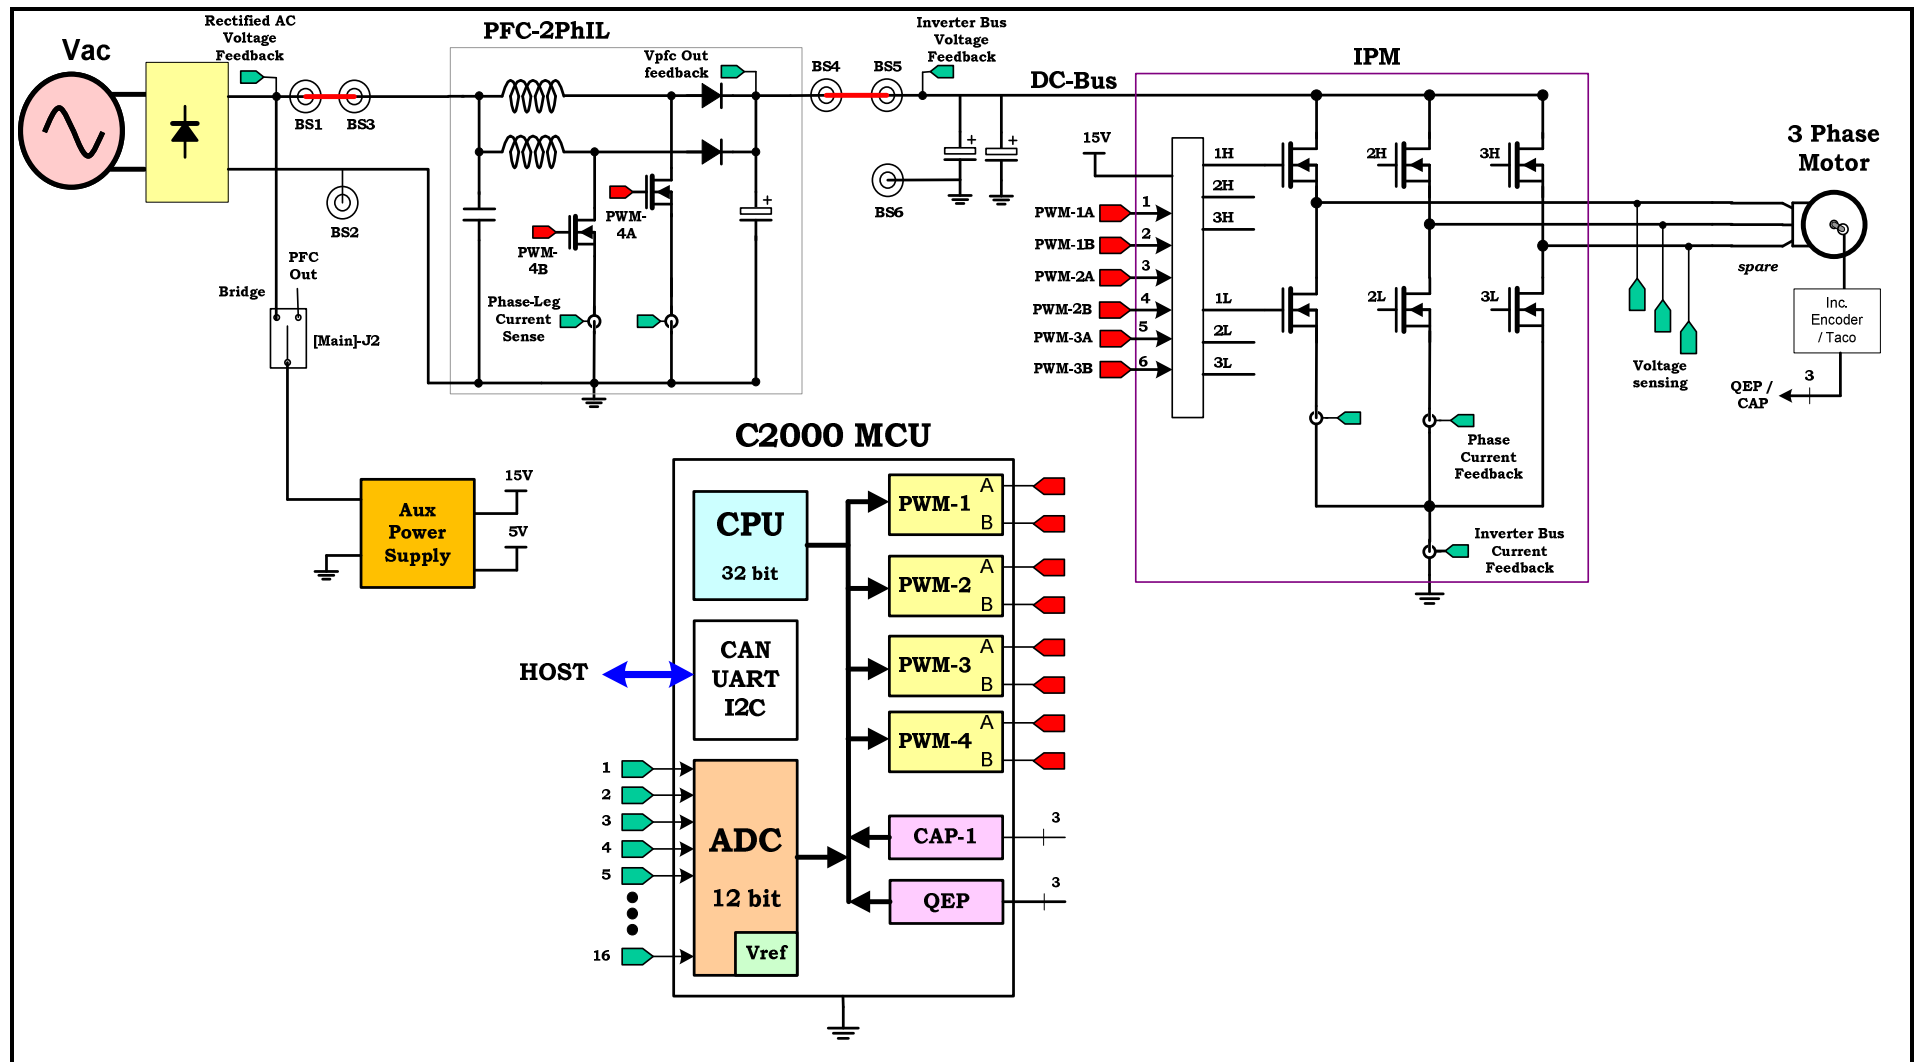 Rectified AC
Voltage
Feedback
Vac
BS1
BS3
BS2
PFC-2PhIL
Vpfc Out
feedback
PWM-
4A
PWM-
4B
Phase-Leg
Current
Sense
BS4
BS5
BS6
Inverter Bus
Voltage
Feedback
DC-Bus
IPM
15V
PWM-1A
1
PWM-1B
2
PWM-2A
3
PWM-2B
4
PWM-3A
5
PWM-3B
6
1H
2H
3H
1L
2L
3L
2H
3H
2L
3L
Phase
Current
Feedback
Inverter Bus
Current
Feedback
3 Phase
Motor
spare
Voltage
sensing
Inc.
Encoder
/ Taco
QEP /
CAP
3
PFC
Out
Bridge
[Main]-J2
Aux
Power
Supply
15V
5V
C2000 MCU
CPU
32 bit
CAN
UART
I2C
HOST
ADC
12 bit
Vref
1
2
3
4
5
16
PWM-1
A
B
PWM-2
A
B
PWM-3
A
B
PWM-4
A
B
CAP-1
3
QEP
3